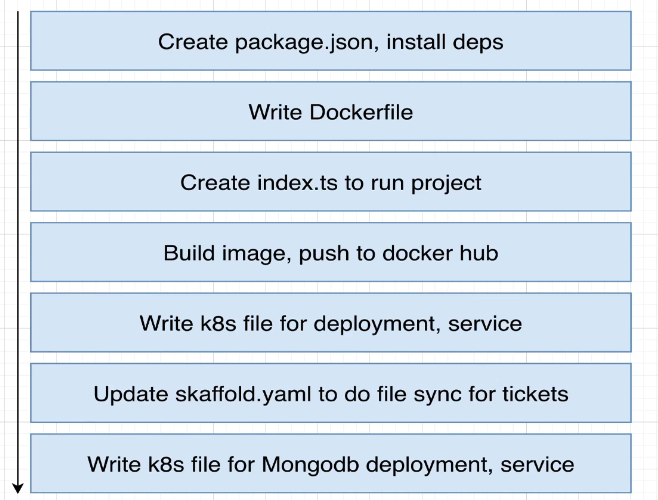 Create package.json, install deps
Write Dockerfile
Create index.ts to run project
Build image, push to docker hub
Write k8s file for deployment, service
Update skaffold.yaml to do file sync for tickets
Write k8s file for Mongodb deployment, service